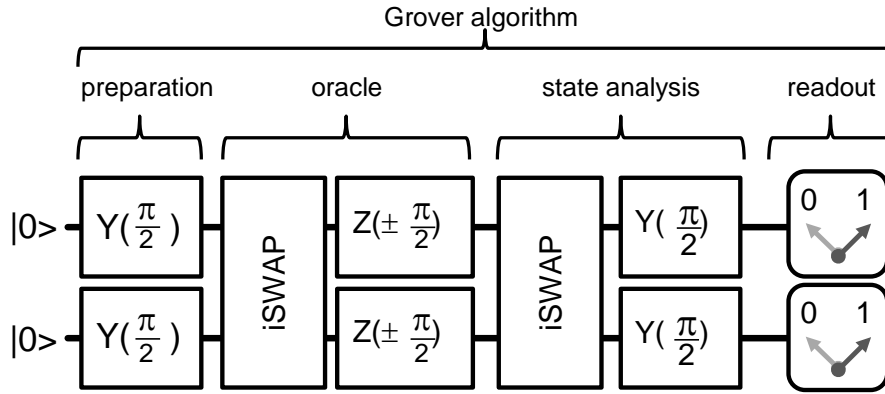 Grover algorithm
preparation oracle state analysis readout
|0> Y(π/2) iSWAP Z(± π/2) iSWAP Y(π/2) 0 1
|0> Y(π/2) Z(± π/2) Y(π/2) 0 1